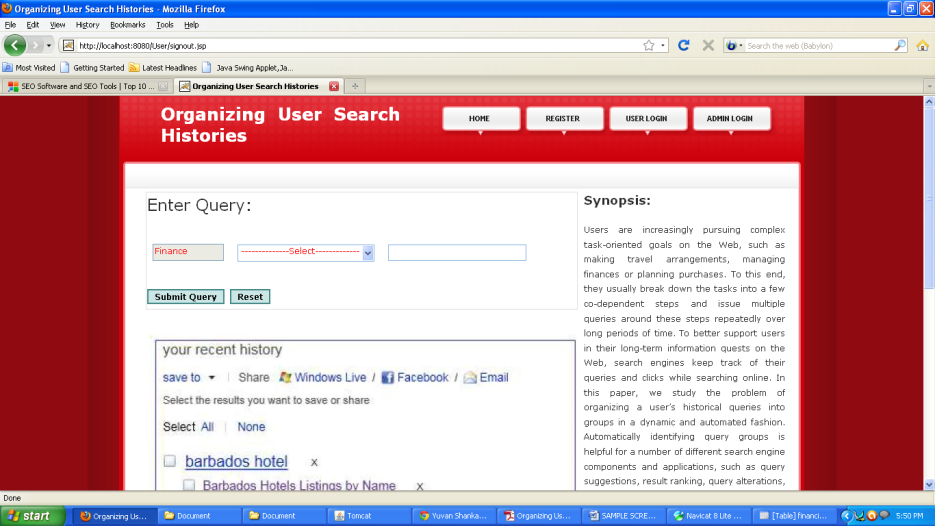 Organizing User Search Histories - Mozilla Firefox
File Edit View History Bookmarks Tools Help
http://localhost:8080/User/signout.jsp
Search the web (Babylon)
Most Visited Getting Started Latest Headlines Java Swing Applet,Ja...
SEO Software and SEO Tools | Top 10 ... Organizing User Search Histories
Organizing User Search
Histories
HOME REGISTER USER LOGIN ADMIN LOGIN
Enter Query:
Finance --------------Select-------------
Submit Query Reset
your recent history
save to Share Windows Live / Facebook / Email
Select the results you want to save or share
Select All None
barbados hotel x
Barbados Hotels Listings by Name x
Synopsis:
Users are increasingly pursuing complex
task-oriented goals on the Web, such as
making travel arrangements, managing
finances or planning purchases. To this end,
they usually break down the tasks into a few
co-dependent steps and issue multiple
queries around these steps repeatedly over
long periods of time. To better support users
in their long-term information quests on the
Web, search engines keep track of their
queries and clicks while searching online. In
this paper, we study the problem of
organizing a user's historical queries into
groups in a dynamic and automated fashion.
Automatically identifying query groups is
helpful for a number of different search engine
components and applications, such as query
suggestions, result ranking, query alterations,
Done
start Organizing Us... Document Document Tomcat Yuvan Shanka... Organizing Us... SAMPLE SCRE... Navicat 8 Lite ... [Table] financi... 5:50 PM